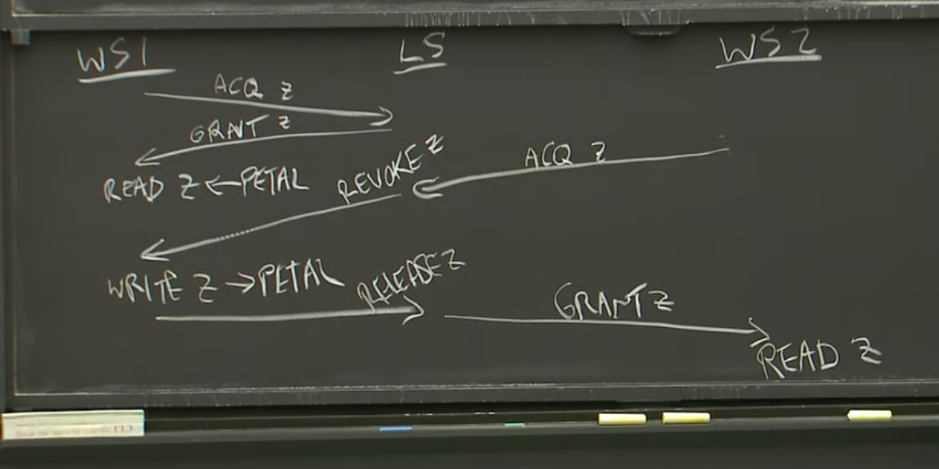 WS1 LS WS2
ACQ Z
GRANT Z
REVOKE Z
ACQ Z
READ Z ← PETAL
WRITE Z → PETAL
RELEASE Z
GRANT Z
READ Z